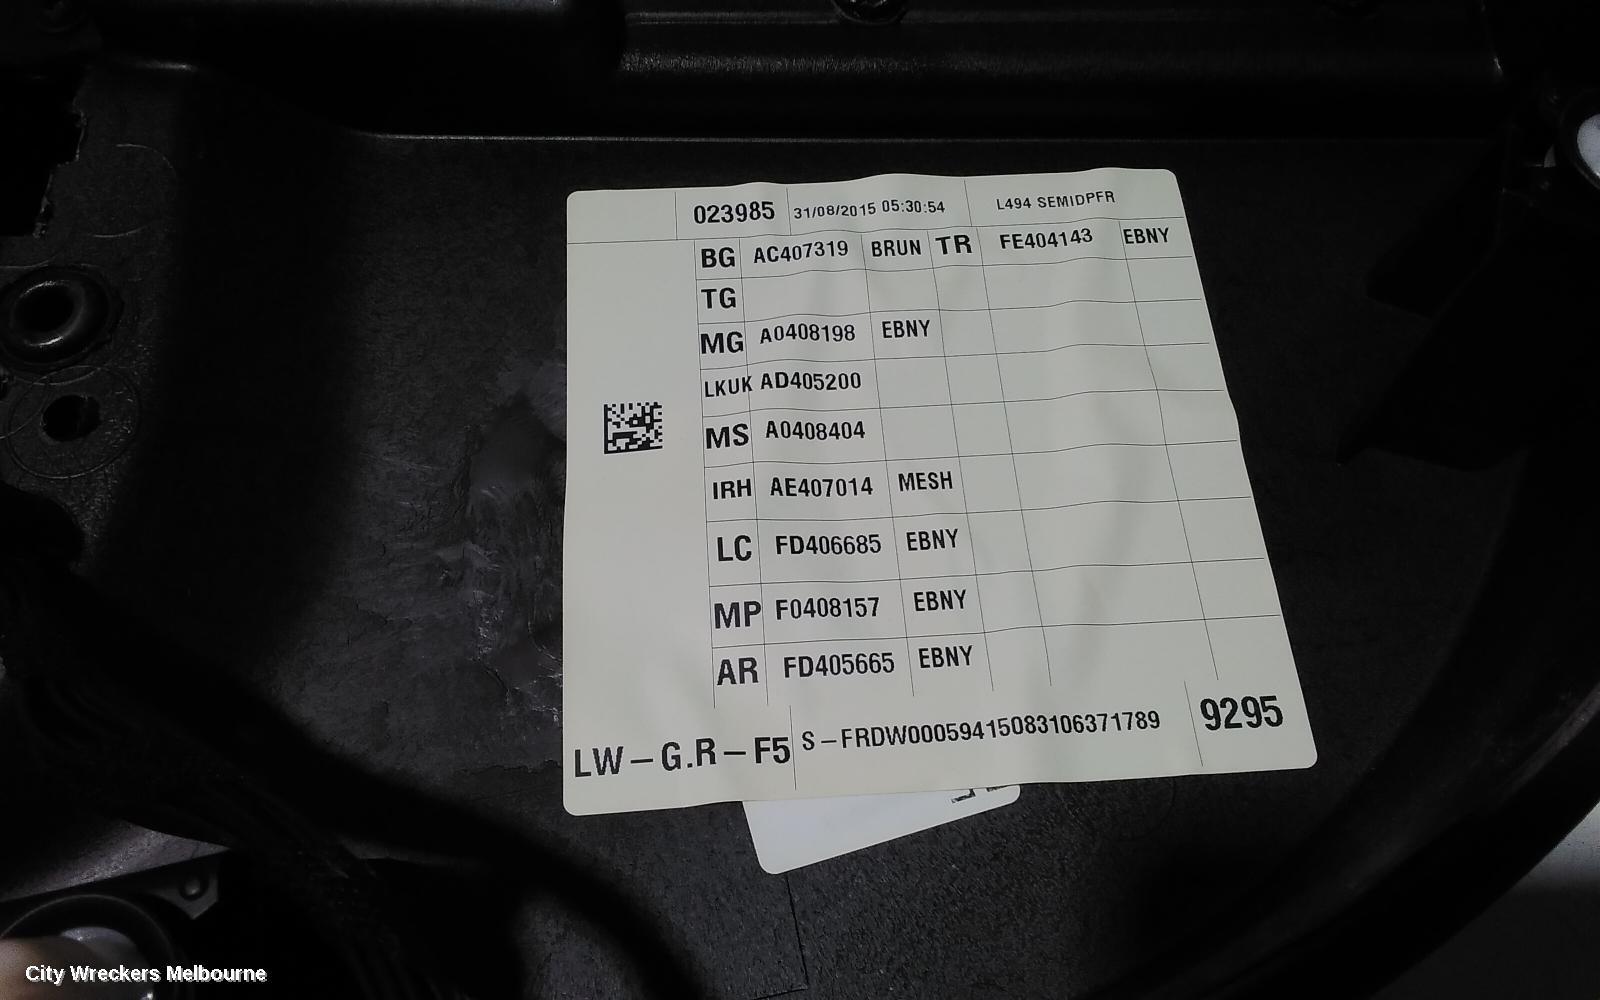 023985 31/08/2015 05:30:54 L494 SEMIDPFR
BG AC407319 BRUN TR FE404143 EBNY
TG
MG A0408198 EBNY
LKUK AD405200
MS A0408404
IRH AE407014 MESH
LC FD406685 EBNY
MP F0408157 EBNY
AR FD405665 EBNY
LW-G.R-F5 S-FRDW00059415083106371789 9295
City Wreckers Melbourne